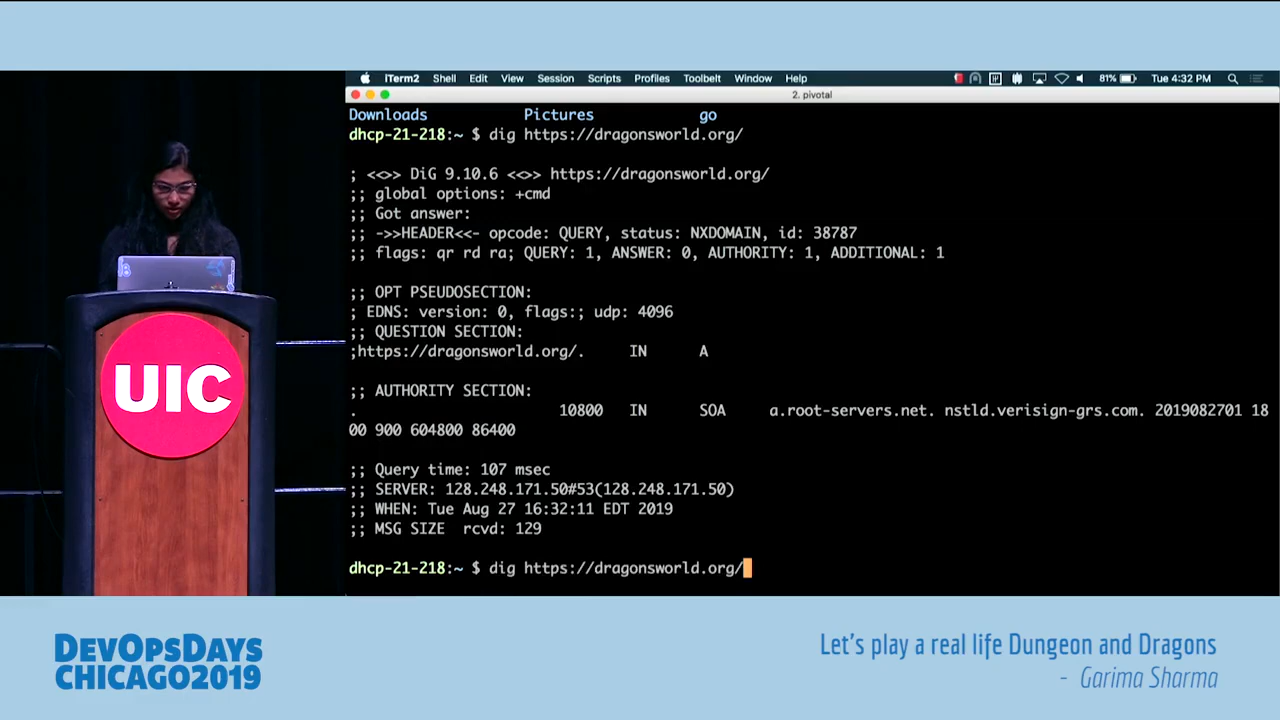 iTerm2 Shell Edit View Session Scripts Profiles Toolbelt Window Help 81% Tue 4:32 PM
2. pivotal
Downloads Pictures go
dhcp-21-218:~ $ dig https://dragonsworld.org/
; <<>> DiG 9.10.6 <<>> https://dragonsworld.org/
;; global options: +cmd
;; Got answer:
;; ->>HEADER<<- opcode: QUERY, status: NXDOMAIN, id: 38787
;; flags: qr rd ra; QUERY: 1, ANSWER: 0, AUTHORITY: 1, ADDITIONAL: 1
;; OPT PSEUDOSECTION:
; EDNS: version: 0, flags:; udp: 4096
;; QUESTION SECTION:
;https://dragonsworld.org/. IN A
;; AUTHORITY SECTION:
. 10800 IN SOA a.root-servers.net. nstld.verisign-grs.com. 2019082701 18
00 900 604800 86400
;; Query time: 107 msec
;; SERVER: 128.248.171.50#53(128.248.171.50)
;; WHEN: Tue Aug 27 16:32:11 EDT 2019
;; MSG SIZE rcvd: 129
dhcp-21-218:~ $ dig https://dragonsworld.org/
UIC
DEVOPSDAYS
CHICAGO2019
Let's play a real life Dungeon and Dragons
- Garima Sharma